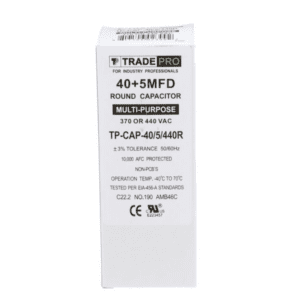 TRADEPRO
FOR INDUSTRY PROFESSIONALS
40+5MFD
ROUND CAPACITOR
MULTI-PURPOSE
370 OR 440 VAC
TP-CAP-40/5/440R
± 5% TOLERANCE 50/60Hz
10,000 AFC PROTECTED
NON-PCB'S
OPERATION TEMP. -40°C TO 70°C
TESTED PER EIA-456-A STANDARDS
C22.2 NO.190 AMB48C
CE